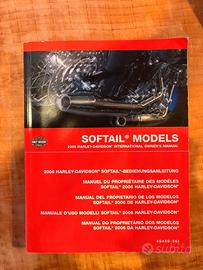 SOFTAIL® MODELS
2006 HARLEY-DAVIDSON® INTERNATIONAL OWNER'S MANUAL
2006 HARLEY-DAVIDSON® SOFTAIL®-BEDIENUNGSANLEITUNG
MANUEL DU PROPRIÉTAIRE DES MODÈLES
SOFTAIL® 2006 HARLEY-DAVIDSON®
MANUAL DEL PROPIETARIO DE LOS MODELOS
SOFTAIL® 2006 DE HARLEY-DAVIDSON®
MANUALE D'USO MODELLI SOFTAIL® 2006 HARLEY-DAVIDSON®
MANUAL DO PROPRIETÁRIO DOS MODELOS
SOFTAIL® 2006 DA HARLEY-DAVIDSON®
subito